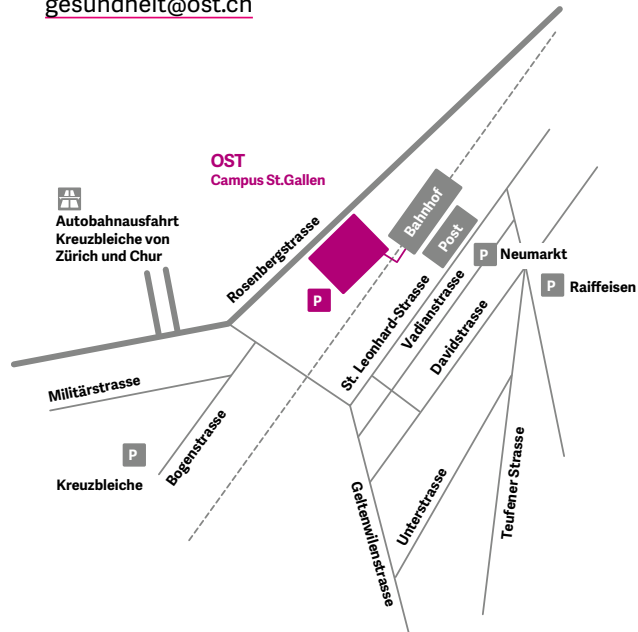 gesundheit@ost.ch
OST
Campus St.Gallen
Autobahnausfahrt
Kreuzbleiche von
Zürich und Chur
Rosenbergstrasse
Bahnhof
Post
P
Neumarkt
P
Raiffeisen
P
St. Leonhard-Strasse
Vadianstrasse
Davidstrasse
Militärstrasse
Bogenstrasse
P
Kreuzbleiche
Geltenwilenstrasse
Unterstrasse
Teufener Strasse